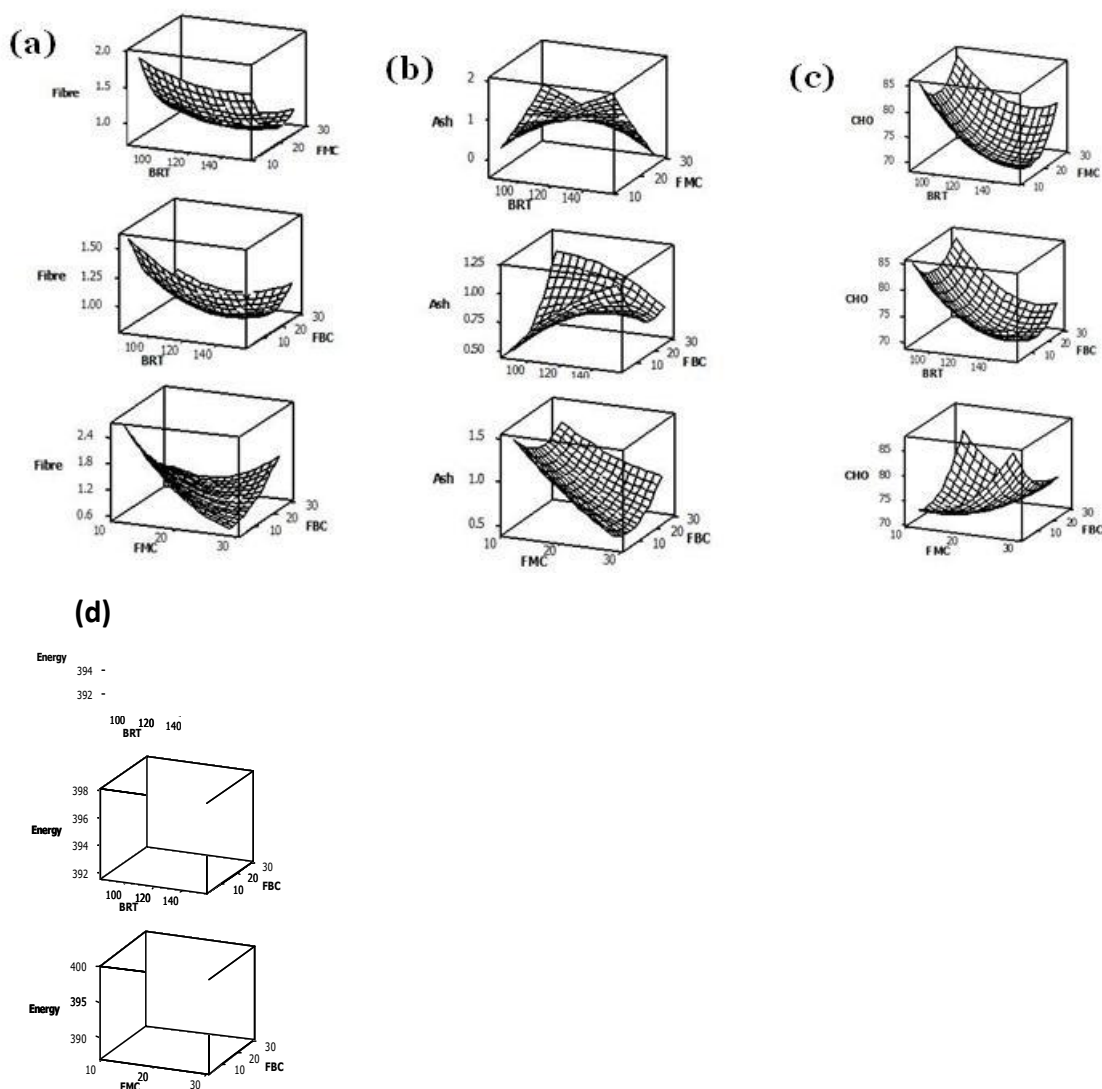 (a)
2.0
Fibre 1.5
1.0
100 120 140
BRT
10 20 30
FMC
1.50
Fibre 1.25
1.00
100 120 140
BRT
10 20 30
FBC
2.4
Fibre 1.8
1.2
0.6
10 20 30
FMC
10 20 30
FBC
(b)
2
Ash 1
0
100 120 140
BRT
10 20 30
FMC
1.25
Ash 1.00
0.75
0.50
100 120 140
BRT
10 20 30
FBC
1.5
Ash 1.0
0.5
10 20 30
FMC
10 20 30
FBC
(c)
85
CHO 80
75
70
100 120 140
BRT
10 20 30
FMC
85
CHO 80
75
70
100 120 140
BRT
10 20 30
FBC
85
CHO 80
75
70
10 20 30
FMC
10 20 30
FBC
(d)
Energy 394
392
100 120 140
BRT
398
396
Energy 394
392
100 120 140
BRT
10 20 30
FBC
400
Energy 395
390
10 20 30
FMC
10 20 30
FBC